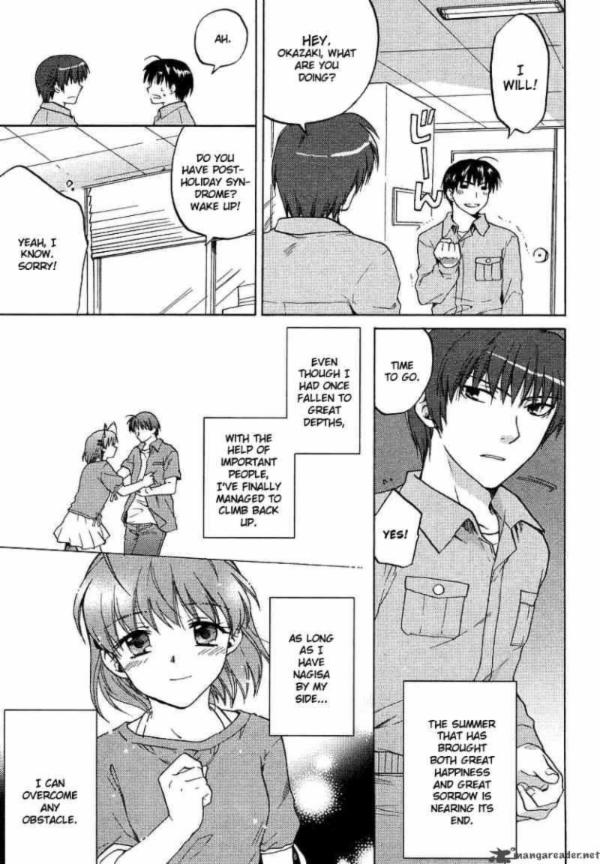 I
WILL!
HEY,
OKAZAKI, WHAT
ARE YOU
DOING?
じーん
AH.
DO YOU
HAVE POST-
HOLIDAY SYN-
DROME?
WAKE UP!
YEAH, I
KNOW.
SORRY!
TIME
TO GO.
YES!
THE SUMMER
THAT HAS
BROUGHT
BOTH GREAT
HAPPINESS
AND GREAT
SORROW IS
NEARING ITS
END.
EVEN
THOUGH I
HAD ONCE
FALLEN TO
GREAT
DEPTHS,
WITH THE
HELP OF
IMPORTANT
PEOPLE,
I'VE FINALLY
MANAGED TO
CLIMB BACK
UP.
AS LONG
AS I
HAVE
NAGISA
BY MY
SIDE...
I CAN
OVERCOME
ANY
OBSTACLE.
mangareader.net